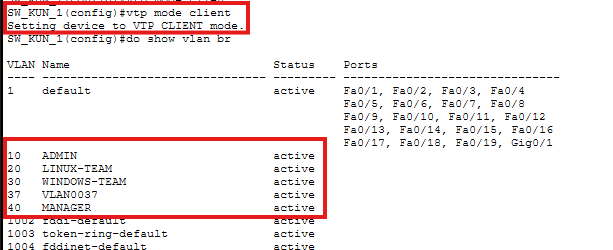 SW_KUN_1(config)#vtp mode client
Setting device to VTP CLIENT mode.
SW_KUN_1(config)#do show vlan br
VLAN Name Status Ports
---- -------------------------------- --------- -------------------------------
1 default active Fa0/1, Fa0/2, Fa0/3, Fa0/4
Fa0/5, Fa0/6, Fa0/7, Fa0/8
Fa0/9, Fa0/10, Fa0/11, Fa0/12
Fa0/13, Fa0/14, Fa0/15, Fa0/16
Fa0/17, Fa0/18, Fa0/19, Gig0/1
10 ADMIN active
20 LINUX-TEAM active
30 WINDOWS-TEAM active
37 VLAN0037 active
40 MANAGER active
1002 fddi-default active
1003 token-ring-default active
1004 fddinet-default active